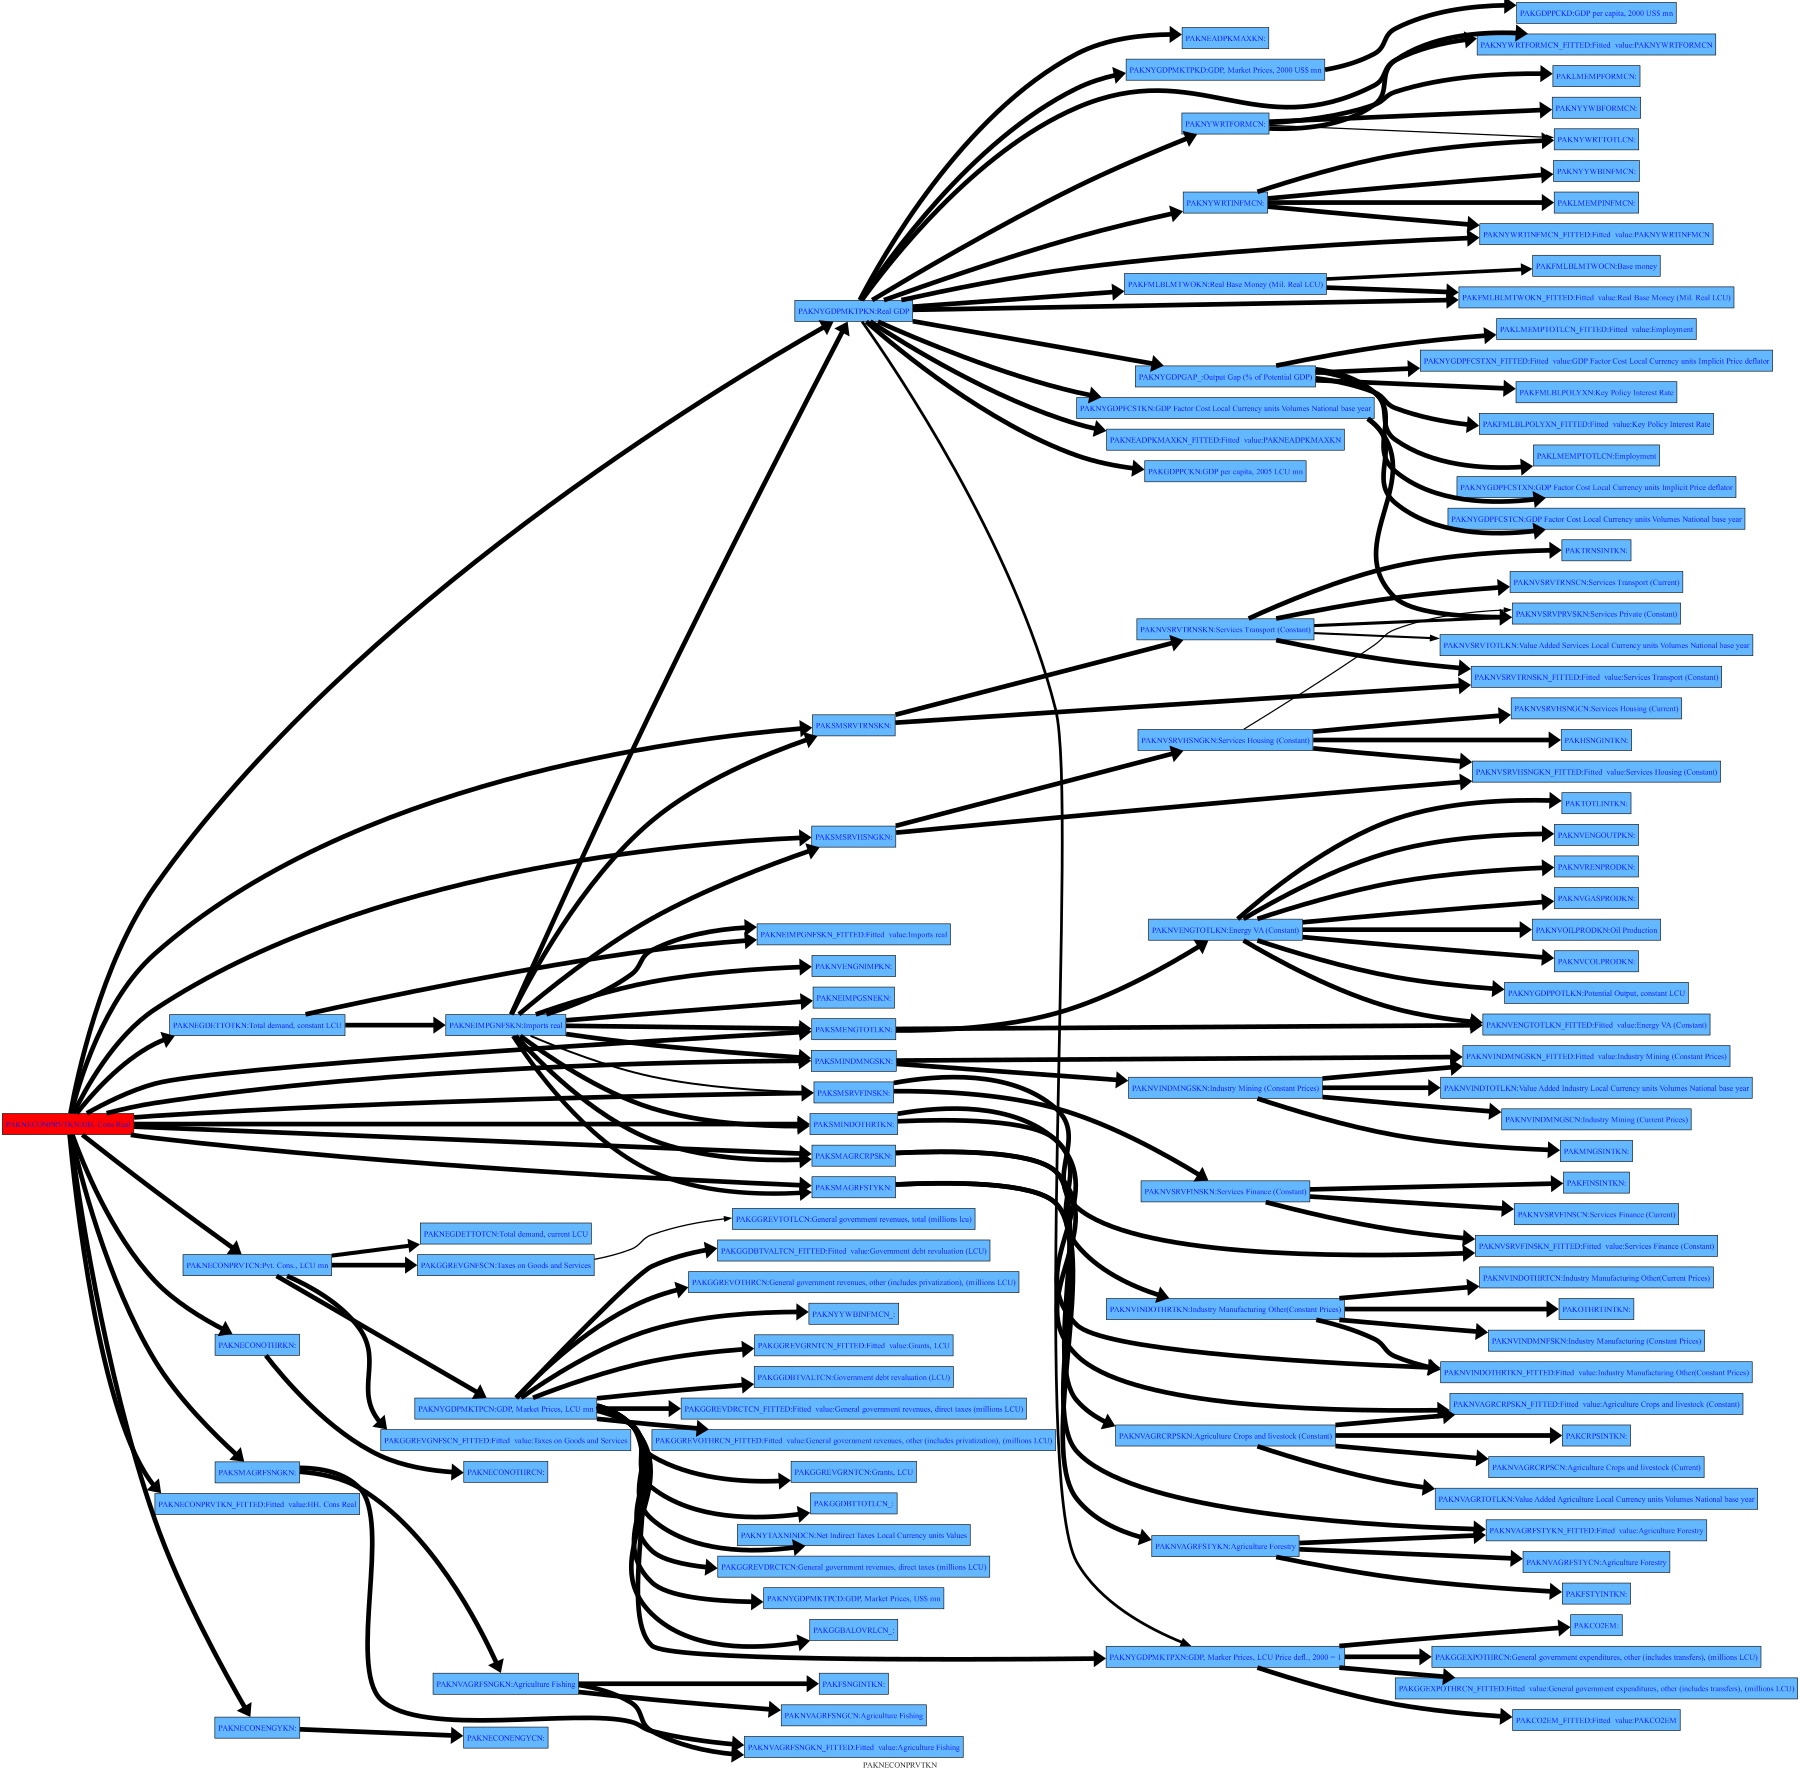 PAKGDPPCKD:GDP per capita, 2000 US$ mn
PAKNEADPKMAXKN:
PAKNYWRTFORMCN_FITTED:Fitted value:PAKNYWRTFORMCN
PAKNYGDPMKTPKD:GDP, Market Prices, 2000 US$ mn
PAKLMEMPFORMCN:
PAKNYYWBFORMCN:
PAKNYWRTFORMCN:
PAKNYWRTTOTLCN:
PAKNYYWBINFMCN:
PAKNYWRTINFMCN:
PAKLMEMPINFMCN:
PAKNYWRTINFMCN_FITTED:Fitted value:PAKNYWRTINFMCN
PAKFMLBLMTWOCN:Base money
PAKFMLBLMTWOKN:Real Base Money (Mil. Real LCU)
PAKFMLBLMTWOKN_FITTED:Fitted value:Real Base Money (Mil. Real LCU)
PAKNYGDPMKTPKN:Real GDP
PAKLMEMPTOTLCN_FITTED:Fitted value:Employment
PAKNYGDPFCSTXN_FITTED:Fitted value:GDP Factor Cost Local Currency units Implicit Price deflator
PAKNYGDPGAP_:Output Gap (% of Potential GDP)
PAKFMLBLPOLYXN:Key Policy Interest Rate
PAKNYGDPFCSTKN:GDP Factor Cost Local Currency units Volumes National base year
PAKFMLBLPOLYXN_FITTED:Fitted value:Key Policy Interest Rate
PAKNEADPKMAXKN_FITTED:Fitted value:PAKNEADPKMAXKN
PAKLMEMPTOTLCN:Employment
PAKGDPPCKN:GDP per capita, 2005 LCU mn
PAKNYGDPFCSTXN:GDP Factor Cost Local Currency units Implicit Price deflator
PAKNYGDPFCSTCN:GDP Factor Cost Local Currency units Volumes National base year
PAKTRNSINTKN:
PAKNVSRVTRNSCN:Services Transport (Current)
PAKNVSRVPRVSKN:Services Private (Constant)
PAKNVSRVTRNSKN:Services Transport (Constant)
PAKNVSRVTOTLKN:Value Added Services Local Currency units Volumes National base year
PAKNVSRVTRNSKN_FITTED:Fitted value:Services Transport (Constant)
PAKNVSRVHSNGCN:Services Housing (Current)
PAKSMSRVTRNSKN:
PAKNVSRVHSNGKN:Services Housing (Constant)
PAKHSNGINTKN:
PAKNVSRVHSNGKN_FITTED:Fitted value:Services Housing (Constant)
PAKTOTLINTKN:
PAKSMSRVHSNGKN:
PAKNVENGOUTPKN:
PAKNVRENPRODKN:
PAKNVGASPRODKN:
PAKNVENGTOTLKN:Energy VA (Constant)
PAKNVOILPRODKN:Oil Production
PAKNEIMPGNFSKN_FITTED:Fitted value:Imports real
PAKNVCOLPRODKN:
PAKNVENGNIMPKN:
PAKNYGDPPOTLKN:Potential Output, constant LCU
PAKNEIMPGSNEKN:
PAKNEGDETTOTKN:Total demand, constant LCU
PAKNEIMPGNFSKN:Imports real
PAKSMENGTOTLKN:
PAKNVENGTOTLKN_FITTED:Fitted value:Energy VA (Constant)
PAKSMINDMNGSKN:
PAKNVINDMNGSKN_FITTED:Fitted value:Industry Mining (Constant Prices)
PAKNVINDMNGSKN:Industry Mining (Constant Prices)
PAKNVINDTOTLKN:Value Added Industry Local Currency units Volumes National base year
PAKSMSRVFINSKN:
PAKNVINDMNGSCN:Industry Mining (Current Prices)
PAKNECONPRVTKN:HH. Cons Real
PAKSMINDOTHRTKN:
PAKMNGSINTKN:
PAKSMAGRCRPSKN:
PAKSMAGRFSTYKN:
PAKNVSRVFINSKN:Services Finance (Constant)
PAKFINSINTKN:
PAKNVSRVFINSCN:Services Finance (Current)
PAKGGREVTOTLCN:General government revenues, total (millions lcu)
PAKNEGDETTOTCN:Total demand, current LCU
PAKNVSRVFINSKN_FITTED:Fitted value:Services Finance (Constant)
PAKGGDBTVALTCN_FITTED:Fitted value:Government debt revaluation (LCU)
PAKNECONPRVTCN:Pvt. Cons., LCU mn
PAKGGREVGNFSCN:Taxes on Goods and Services
PAKGGREVOTHRCN:General government revenues, other (includes privatization), (millions LCU)
PAKNVINDOTHRTCN:Industry Manufacturing Other(Current Prices)
PAKNYYWBINFMCN_:
PAKNVINDOTHRTKN:Industry Manufacturing Other(Constant Prices)
PAKOTHRTINTKN:
PAKNECONOTHRKN:
PAKGGREVGRNTCN_FITTED:Fitted value:Grants, LCU
PAKNVINDMNFSKN:Industry Manufacturing (Constant Prices)
PAKGGDBTVALTCN:Government debt revaluation (LCU)
PAKNVINDOTHRTKN_FITTED:Fitted value:Industry Manufacturing Other(Constant Prices)
PAKNYGDPMKTPCN:GDP, Market Prices, LCU mn
PAKGGREVDRCTCN_FITTED:Fitted value:General government revenues, direct taxes (millions LCU)
PAKNVAGRCRPSKN_FITTED:Fitted value:Agriculture Crops and livestock (Constant)
PAKGGREVGNFSCN_FITTED:Fitted value:Taxes on Goods and Services
PAKGGREVOTHRCN_FITTED:Fitted value:General government revenues, other (includes privatization), (millions LCU)
PAKNVAGRCRPSKN:Agriculture Crops and livestock (Constant)
PAKCRPSINTKN:
PAKSMAGRFSNGKN:
PAKNECONOTHRCN:
PAKGGREVGRNTCN:Grants, LCU
PAKNVAGRCRPSCN:Agriculture Crops and livestock (Current)
PAKNECONPRVTKN_FITTED:Fitted value:HH. Cons Real
PAKGGDBTTOTLCN_:
PAKNVAGRTOTLKN:Value Added Agriculture Local Currency units Volumes National base year
PAKNYTAXNINDCN:Net Indirect Taxes Local Currency units Values
PAKNVAGRFSTYKN_FITTED:Fitted value:Agriculture Forestry
PAKNVAGRFSTYKN:Agriculture Forestry
PAKGGREVDRCTCN:General government revenues, direct taxes (millions LCU)
PAKNVAGRFSTYCN:Agriculture Forestry
PAKNYGDPMKTPCD:GDP, Market Prices, US$ mn
PAKFSTYINTKN:
PAKGGBALOVRLCN_:
PAKCO2EM:
PAKNYGDPMKTPXN:GDP, Marker Prices, LCU Price defl., 2000 = 1
PAKGGEXPOTHRCN:General government expenditures, other (includes transfers), (millions LCU)
PAKNVAGRFSNGKN:Agriculture Fishing
PAKFSNGINTKN:
PAKGGEXPOTHRCN_FITTED:Fitted value:General government expenditures, other (includes transfers), (millions LCU)
PAKNVAGRFSNGCN:Agriculture Fishing
PAKCO2EM_FITTED:Fitted value:PAKCO2EM
PAKNECONENGYKN:
PAKNECONENGYCN:
PAKNVAGRFSNGKN_FITTED:Fitted value:Agriculture Fishing
PAKNECONPRVTKN